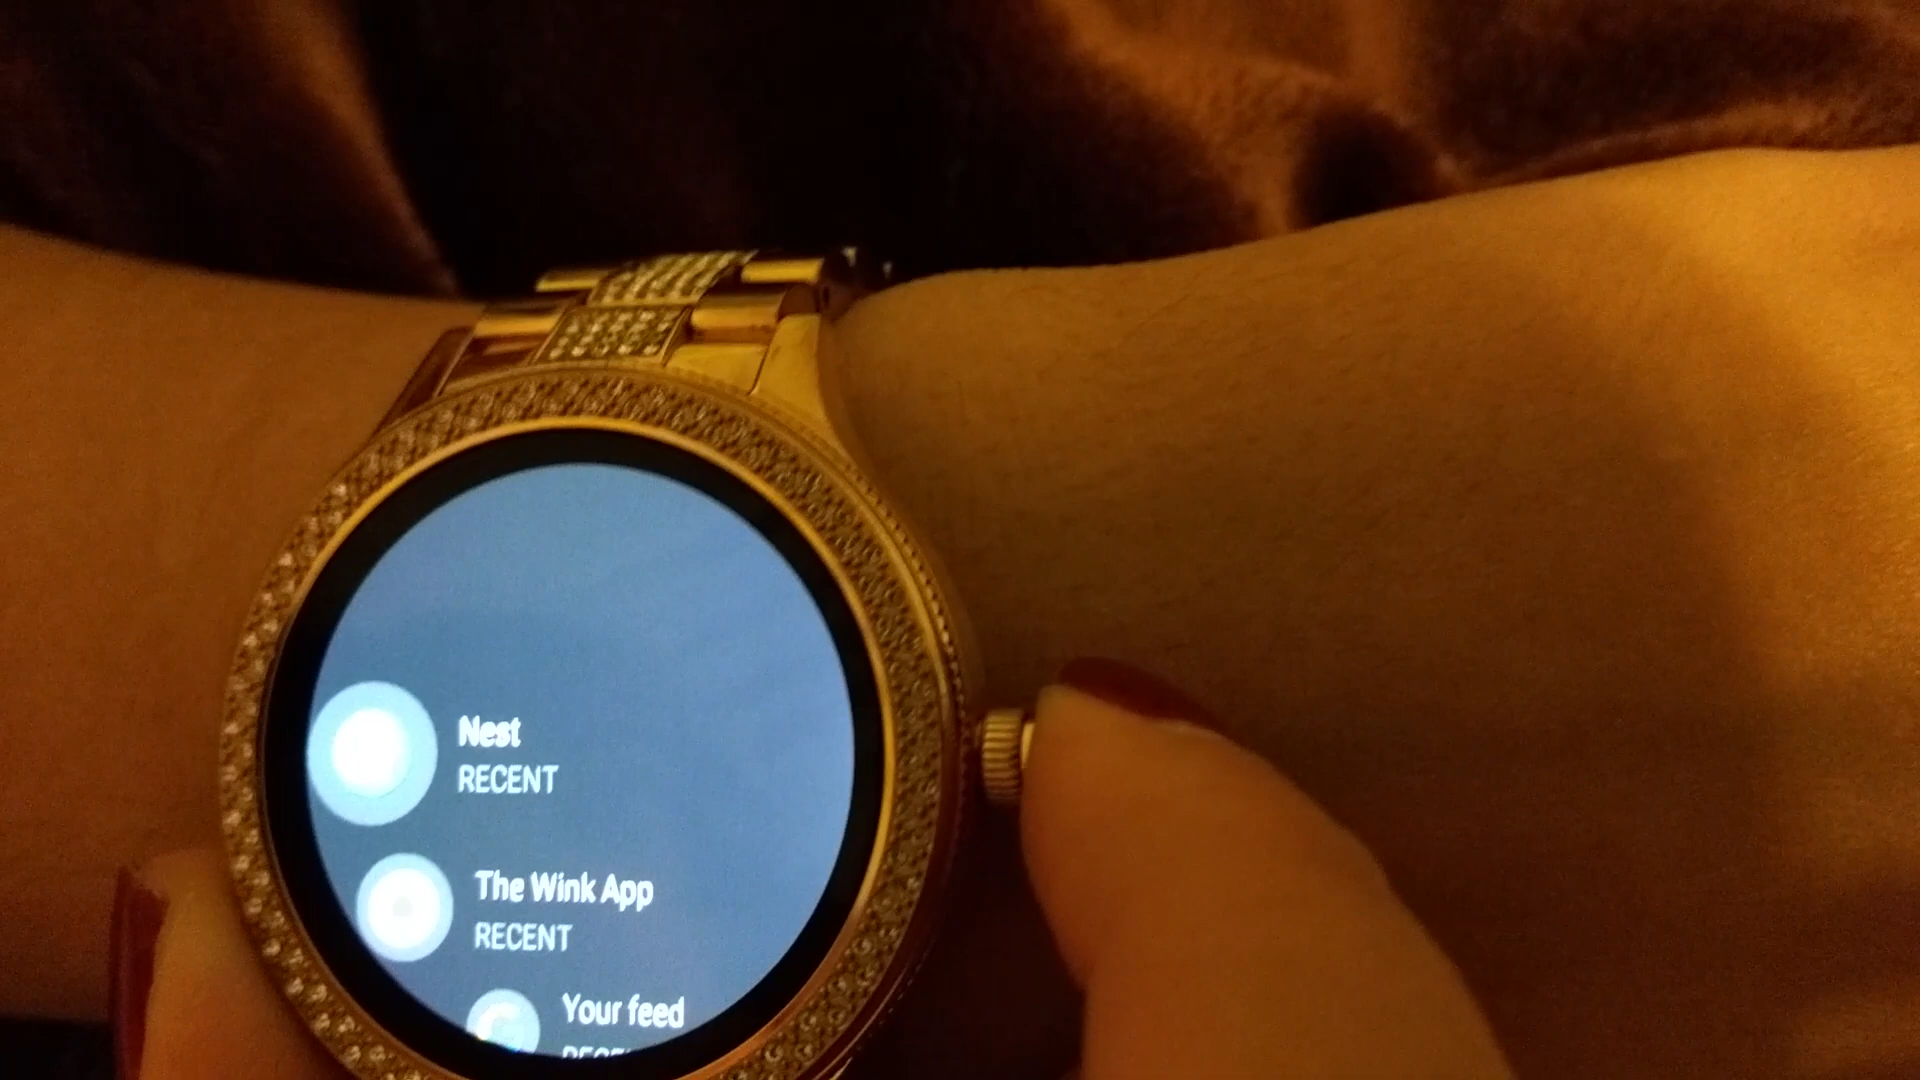 Nest
RECENT
The Wink App
RECENT
Your feed